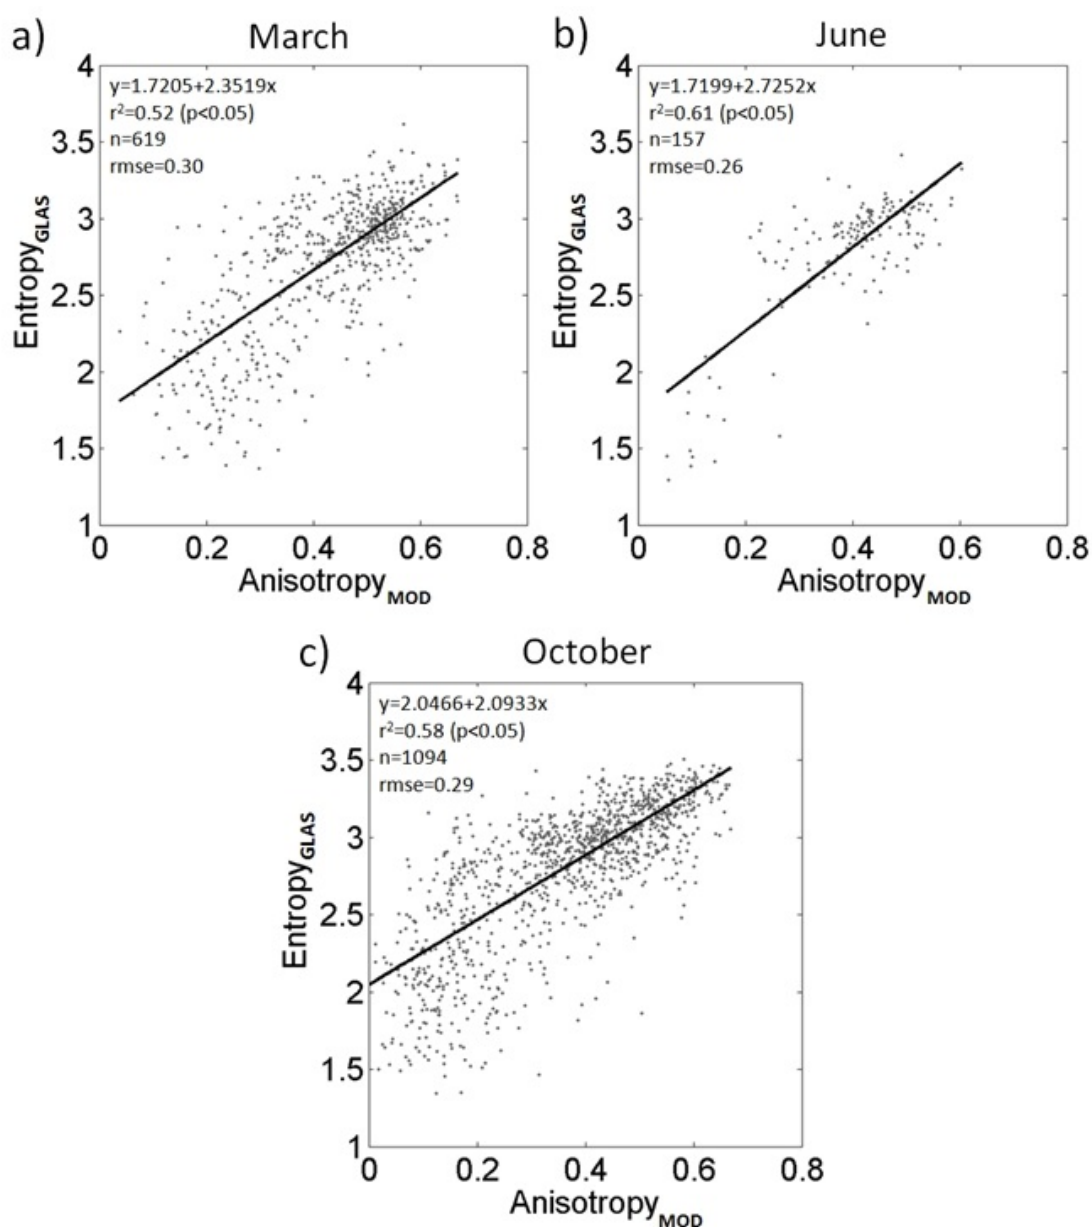 a) March
y=1.7205+2.3519x
r²=0.52 (p<0.05)
n=619
rmse=0.30
4
3.5
3
2.5
2
1.5
1
0 0.2 0.4 0.6 0.8
Entropy_GLAS
Anisotropy_MOD
b) June
y=1.7199+2.7252x
r²=0.61 (p<0.05)
n=157
rmse=0.26
4
3.5
3
2.5
2
1.5
1
0 0.2 0.4 0.6 0.8
Entropy_GLAS
Anisotropy_MOD
c) October
y=2.0466+2.0933x
r²=0.58 (p<0.05)
n=1094
rmse=0.29
4
3.5
3
2.5
2
1.5
1
0 0.2 0.4 0.6 0.8
Entropy_GLAS
Anisotropy_MOD